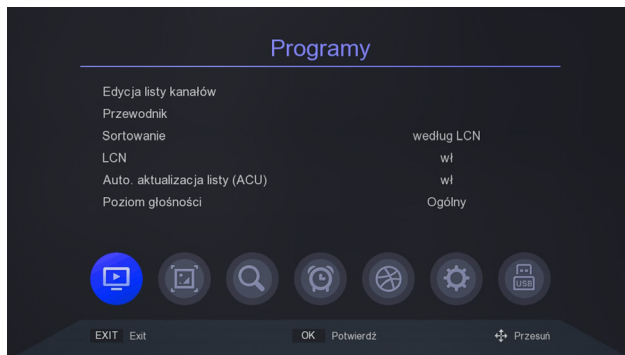 Programy
Edycja listy kanałów
Przewodnik
Sortowanie według LCN
LCN wł
Auto. aktualizacja listy (ACU) wł
Poziom głośności Ogólny
USB
EXIT Exit OK Potwierdź Przesuń